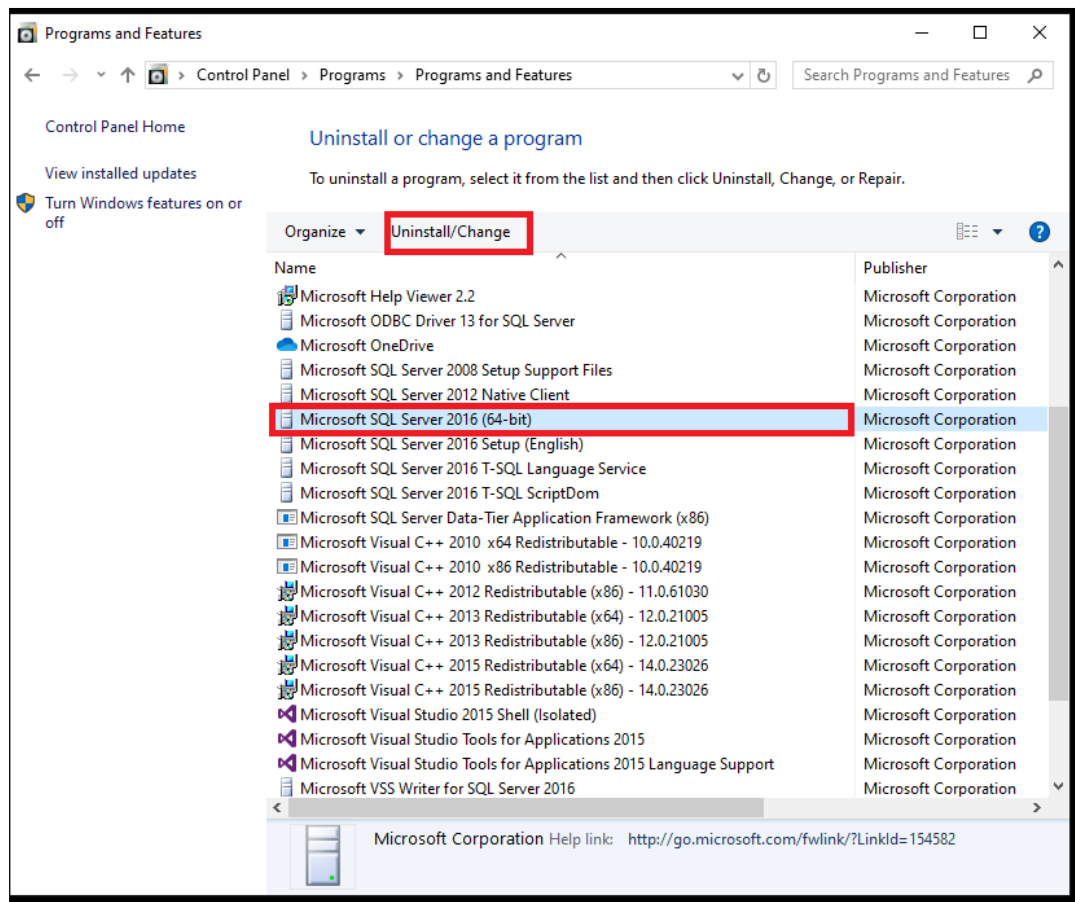 Programs and Features
Control Panel > Programs > Programs and Features
Search Programs and Features
Control Panel Home
View installed updates
Turn Windows features on or
off
Uninstall or change a program
To uninstall a program, select it from the list and then click Uninstall, Change, or Repair.
Organize Uninstall/Change
Name Publisher
Microsoft Help Viewer 2.2 Microsoft Corporation
Microsoft ODBC Driver 13 for SQL Server Microsoft Corporation
Microsoft OneDrive Microsoft Corporation
Microsoft SQL Server 2008 Setup Support Files Microsoft Corporation
Microsoft SQL Server 2012 Native Client Microsoft Corporation
Microsoft SQL Server 2016 (64-bit) Microsoft Corporation
Microsoft SQL Server 2016 Setup (English) Microsoft Corporation
Microsoft SQL Server 2016 T-SQL Language Service Microsoft Corporation
Microsoft SQL Server 2016 T-SQL ScriptDom Microsoft Corporation
Microsoft SQL Server Data-Tier Application Framework (x86) Microsoft Corporation
Microsoft Visual C++ 2010  x64 Redistributable - 10.0.40219 Microsoft Corporation
Microsoft Visual C++ 2010  x86 Redistributable - 10.0.40219 Microsoft Corporation
Microsoft Visual C++ 2012 Redistributable (x86) - 11.0.61030 Microsoft Corporation
Microsoft Visual C++ 2013 Redistributable (x64) - 12.0.21005 Microsoft Corporation
Microsoft Visual C++ 2013 Redistributable (x86) - 12.0.21005 Microsoft Corporation
Microsoft Visual C++ 2015 Redistributable (x64) - 14.0.23026 Microsoft Corporation
Microsoft Visual C++ 2015 Redistributable (x86) - 14.0.23026 Microsoft Corporation
Microsoft Visual Studio 2015 Shell (Isolated) Microsoft Corporation
Microsoft Visual Studio Tools for Applications 2015 Microsoft Corporation
Microsoft Visual Studio Tools for Applications 2015 Language Support Microsoft Corporation
Microsoft VSS Writer for SQL Server 2016 Microsoft Corporation
Microsoft Corporation Help link: http://go.microsoft.com/fwlink/?LinkId=154582